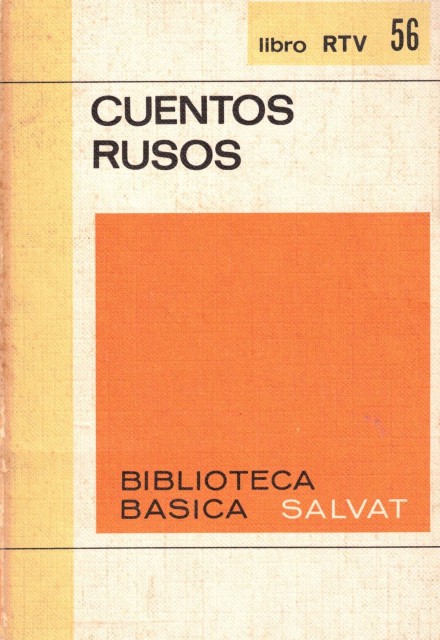 libro RTV 56
CUENTOS
RUSOS
BIBLIOTECA
BASICA SALVAT